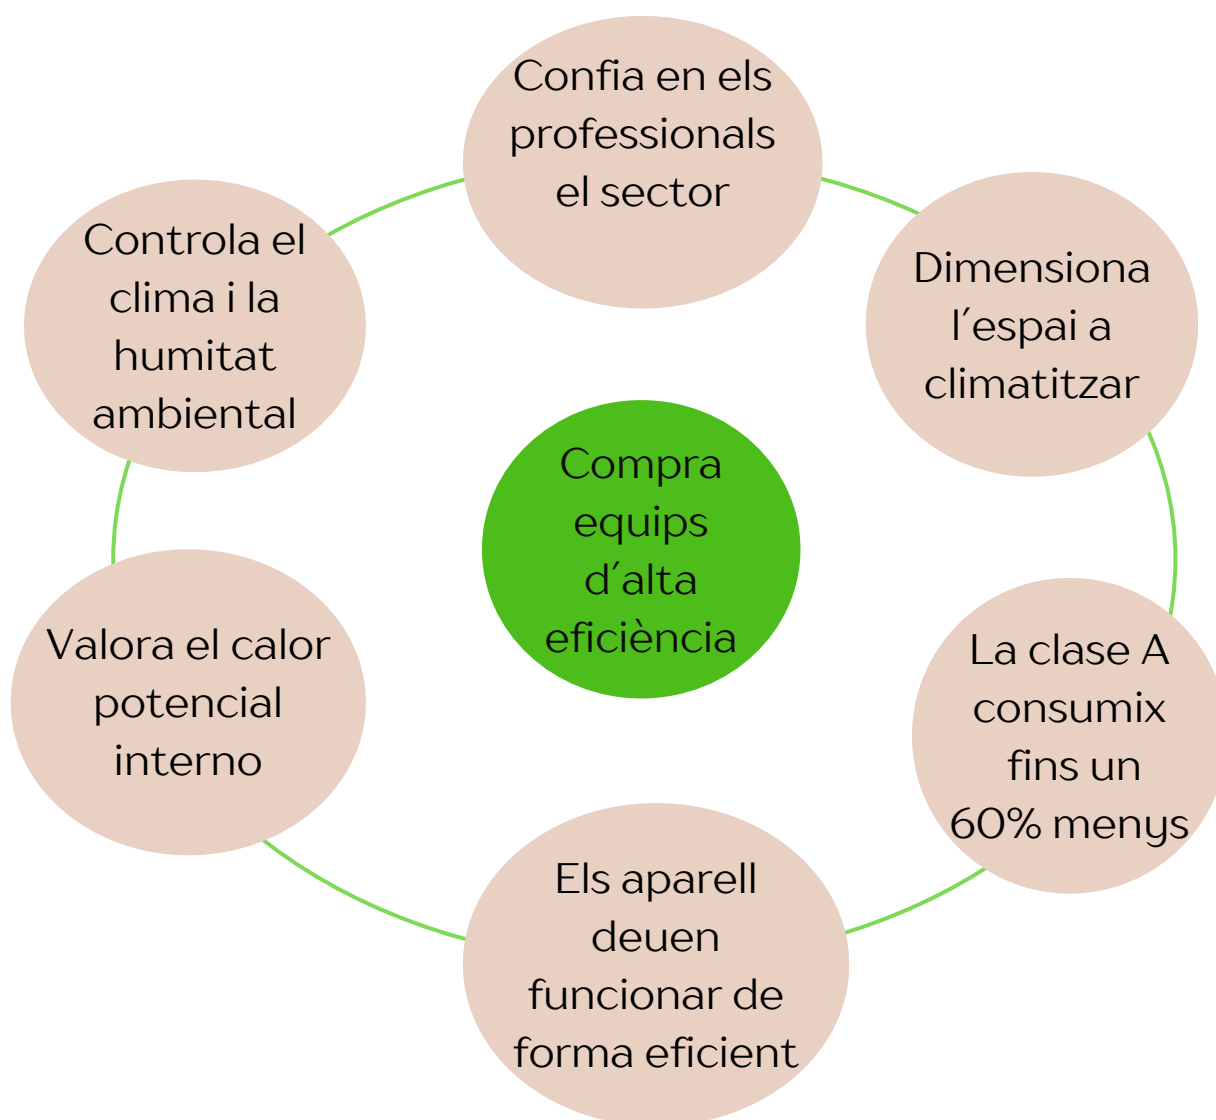 Confia en els
professionals
el sector
Dimensiona
l'espai a
climatitzar
La clase A
consumix
fins un
60% menys
Els aparell
deuen
funcionar de
forma eficient
Valora el calor
potencial
interno
Controla el
clima i la
humitat
ambiental
Compra
equips
d'alta
eficiència